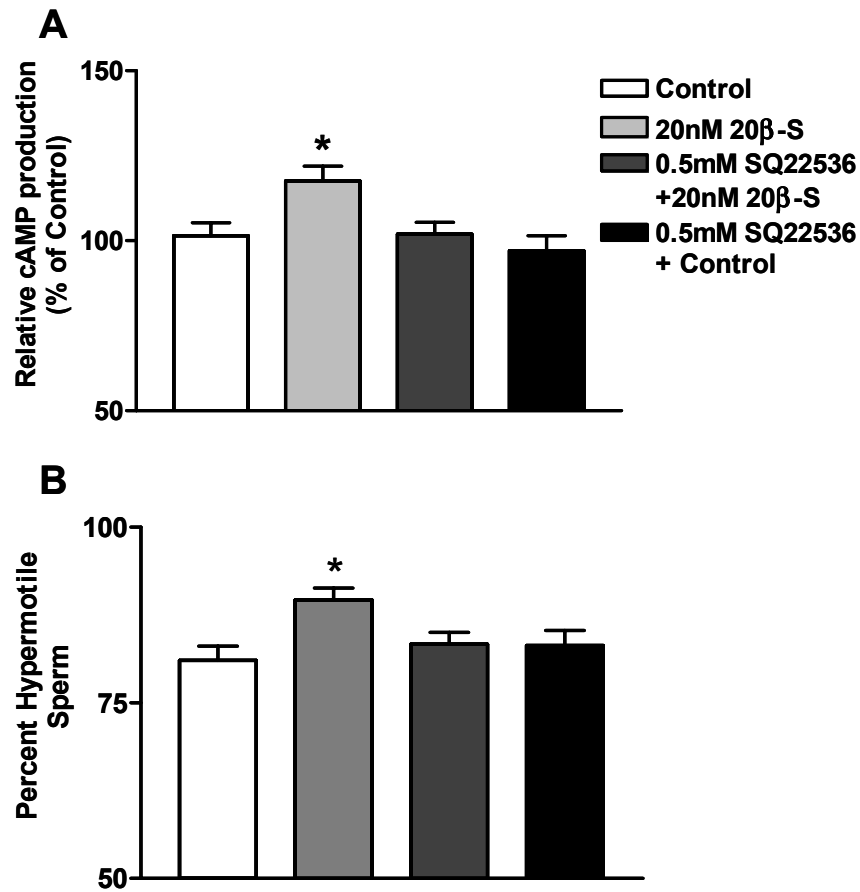 A
Relative cAMP production
(% of Control)
150
100
50
*
Control
20nM 20β-S
0.5mM SQ22536
+20nM 20β-S
0.5mM SQ22536
+ Control
B
Percent Hypermotile
Sperm
100
75
50
*